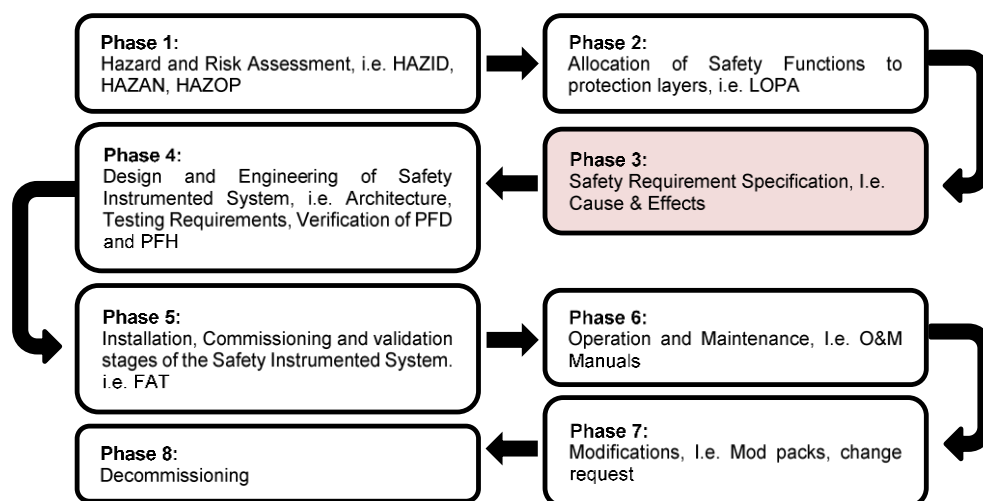 Phase 1:
Hazard and Risk Assessment, i.e. HAZID,
HAZAN, HAZOP
Phase 2:
Allocation of Safety Functions to
protection layers, i.e. LOPA
Phase 3:
Safety Requirement Specification, I.e.
Cause & Effects
Phase 4:
Design and Engineering of Safety
Instrumented System, i.e. Architecture,
Testing Requirements, Verification of PFD
and PFH
Phase 5:
Installation, Commissioning and validation
stages of the Safety Instrumented System.
i.e. FAT
Phase 6:
Operation and Maintenance, I.e. O&M
Manuals
Phase 7:
Modifications, I.e. Mod packs, change
request
Phase 8:
Decommissioning